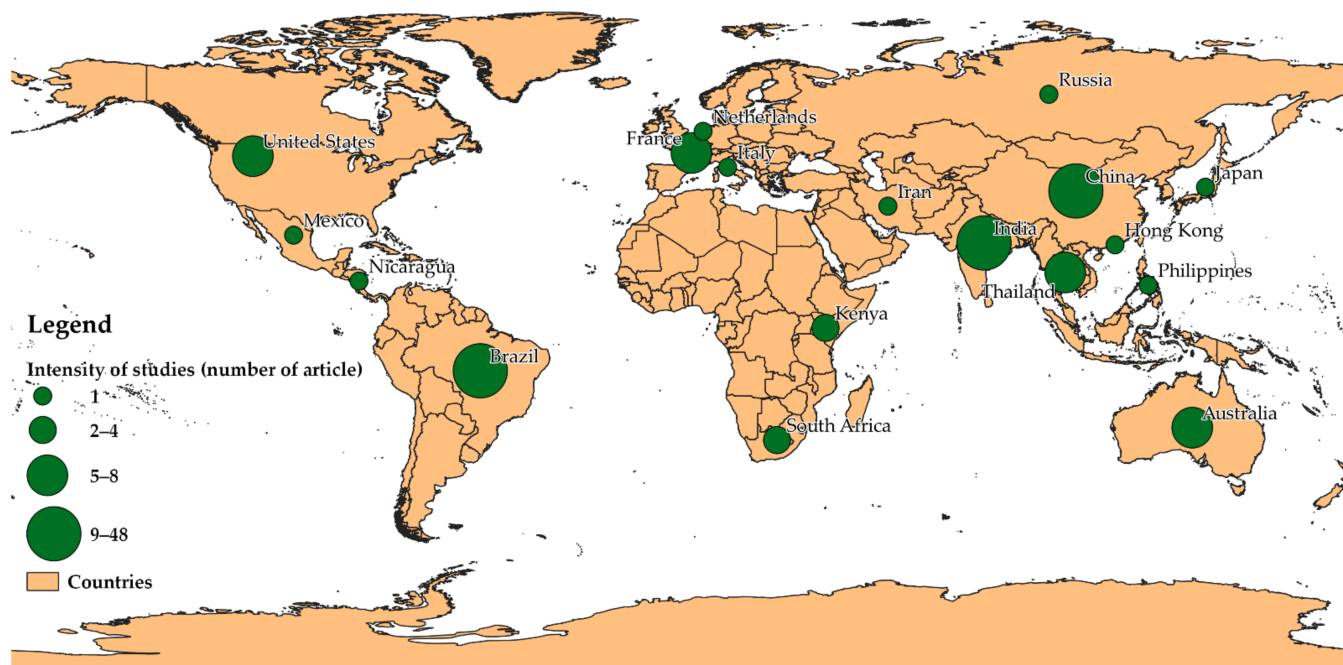 Russia
Netherlands
United States
France
Italy
China
Japan
Iran
Mexico
India
Hong Kong
Nicaragua
Philippines
Thailand
Kenya
Brazil
Australia
South Africa
Legend
Intensity of studies (number of article)
1
2–4
5–8
9–48
Countries